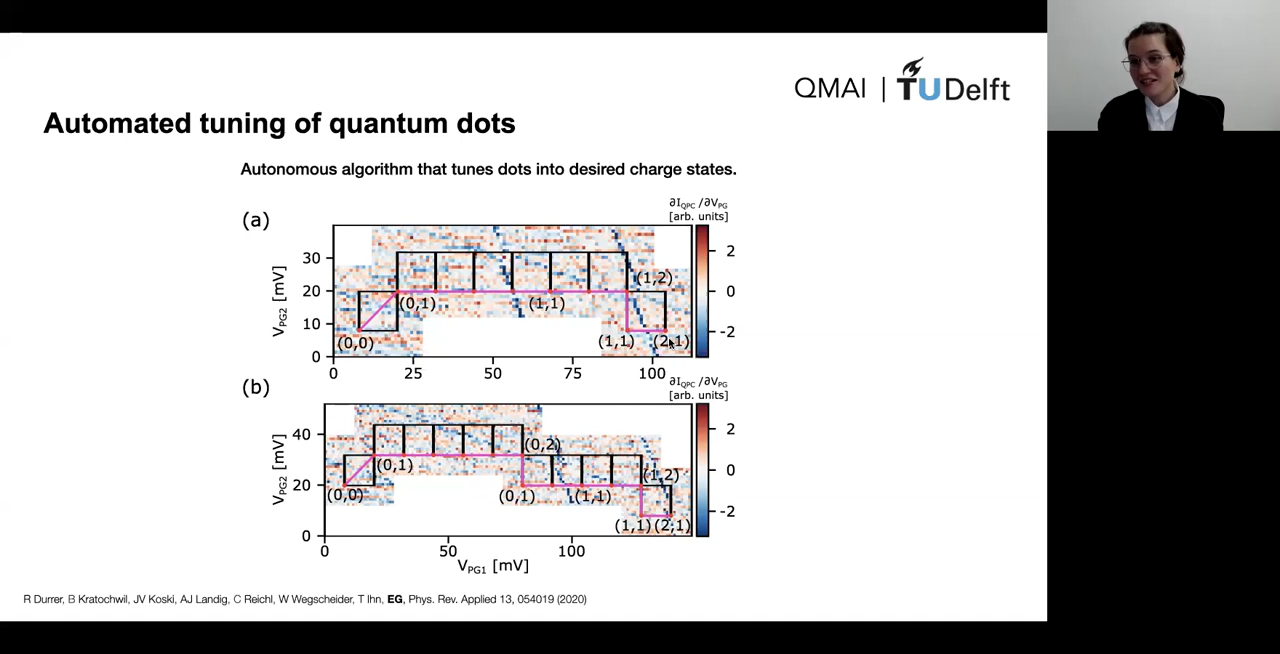 QMAI | TUDelft
Automated tuning of quantum dots
Autonomous algorithm that tunes dots into desired charge states.
(a)
∂I_QPC /∂V_PG
[arb. units]
V_PG2 [mV]
30
20
10
0
0 25 50 75 100
(0,0)
(0,1)
(1,1)
(1,2)
(1,1)
(2,1)
2
0
-2
(b)
∂I_QPC /∂V_PG
[arb. units]
V_PG2 [mV]
40
20
0
0 50 100
(0,0)
(0,1)
(0,2)
(0,1)
(1,1)
(1,2)
(1,1)
(2,1)
2
0
-2
V_PG1 [mV]
R Durrer, B Kratochwil, JV Koski, AJ Landig, C Reichl, W Wegscheider, T Ihn, EG, Phys. Rev. Applied 13, 054019 (2020)